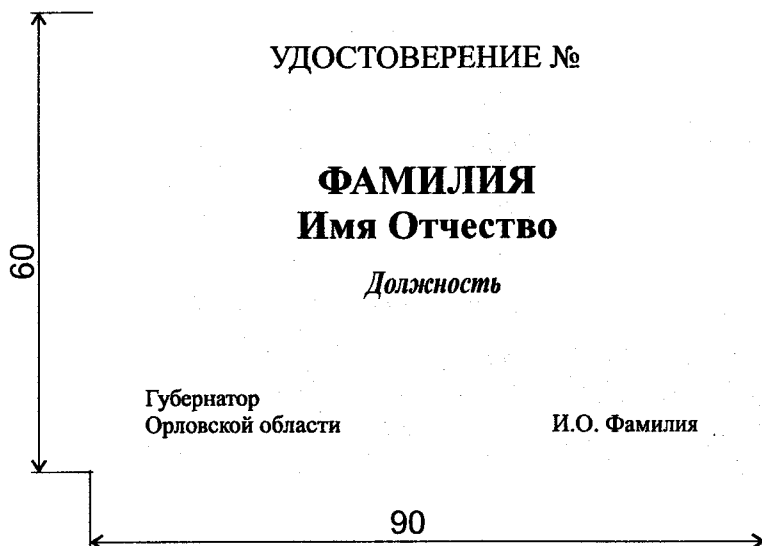 УДОСТОВЕРЕНИЕ №
ФАМИЛИЯ
Имя Отчество
60
Должность
Губернатор
Орловской области
И.О. Фамилия
90